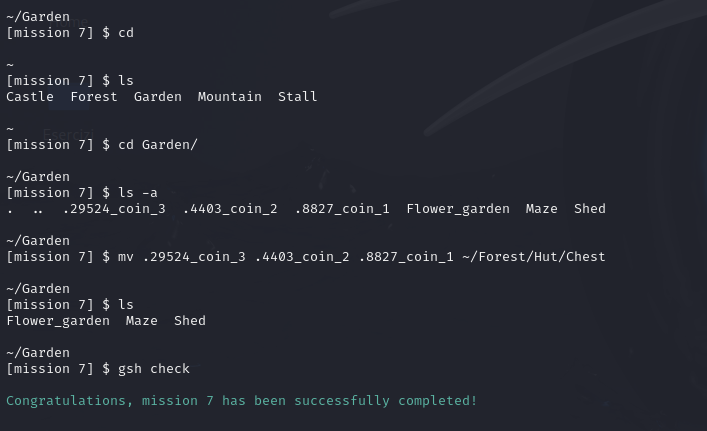 ~/Garden
[mission 7] $ cd
~
[mission 7] $ ls
Castle  Forest  Garden  Mountain  Stall
~
[mission 7] $ cd Garden/
~/Garden
[mission 7] $ ls -a
.  ..  .29524_coin_3  .4403_coin_2  .8827_coin_1  Flower_garden  Maze  Shed
~/Garden
[mission 7] $ mv .29524_coin_3 .4403_coin_2 .8827_coin_1 ~/Forest/Hut/Chest
~/Garden
[mission 7] $ ls
Flower_garden  Maze  Shed
~/Garden
[mission 7] $ gsh check
Congratulations, mission 7 has been successfully completed!